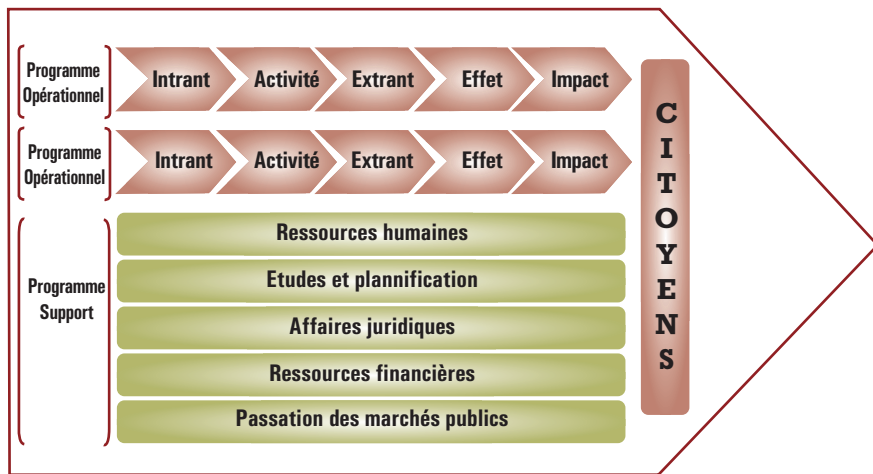 Programme
Opérationnel
Intrant Activité Extrant Effet Impact
Programme
Opérationnel
Intrant Activité Extrant Effet Impact
Programme
Support
Ressources humaines
Etudes et plannification
Affaires juridiques
Ressources financières
Passation des marchés publics
CITOYENS